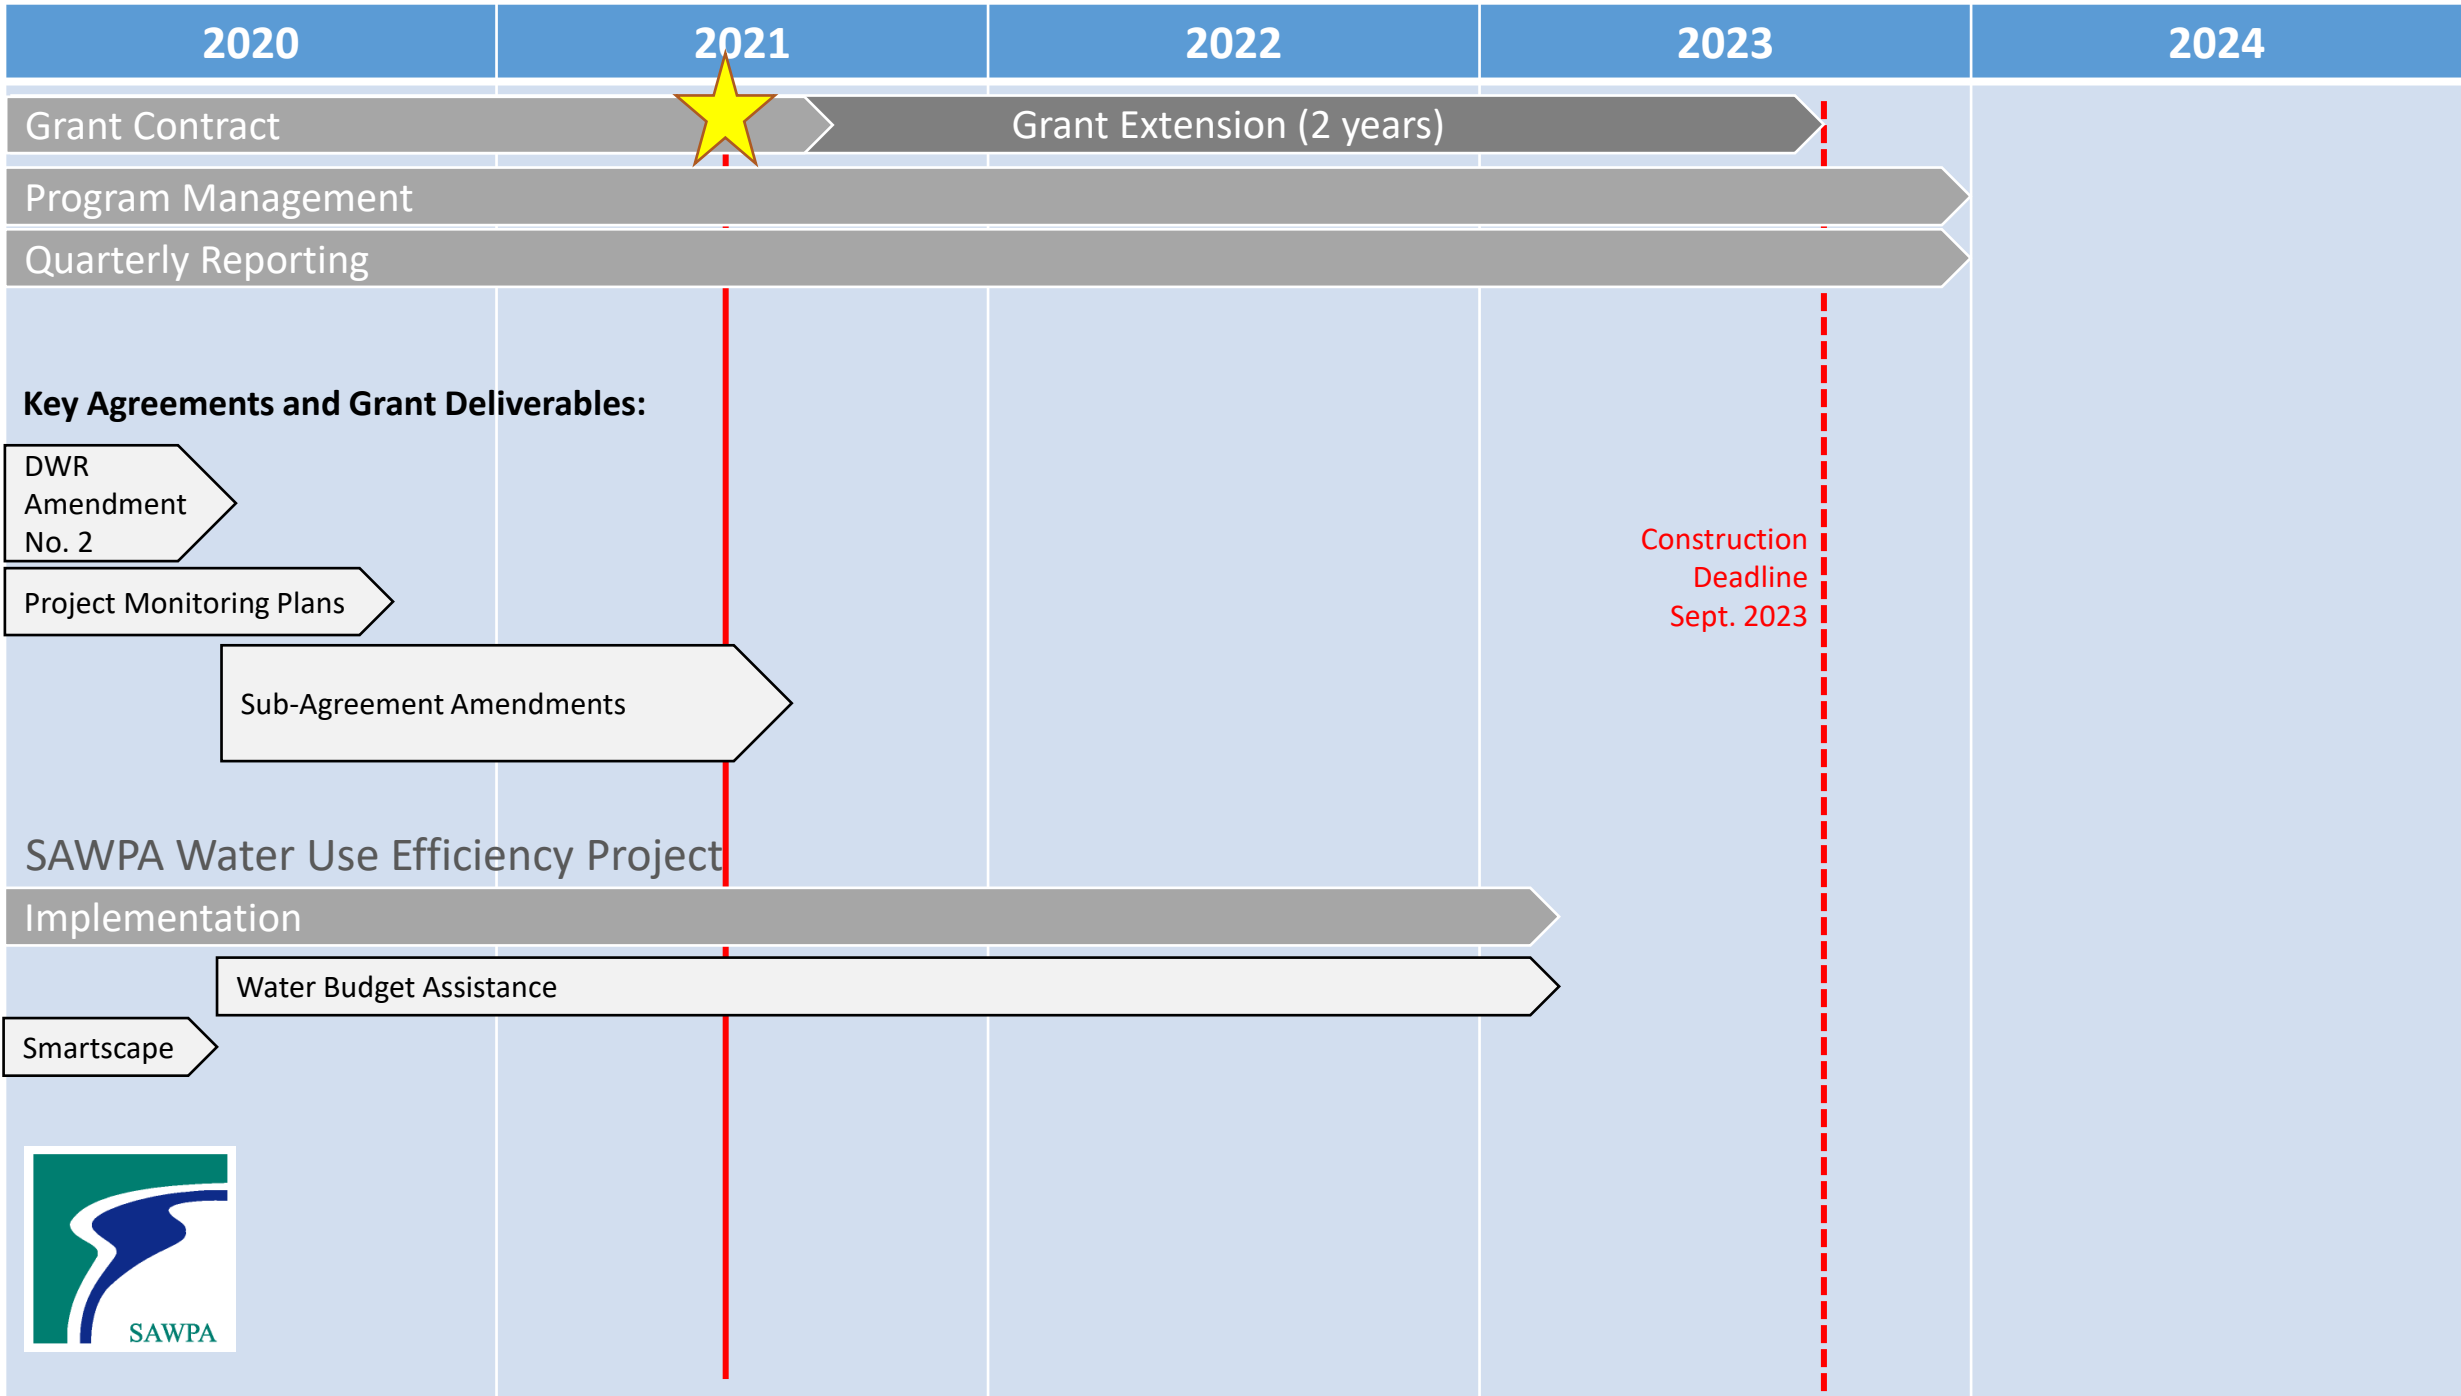 2020 2021 2022 2023 2024
Grant Contract
Grant Extension (2 years)
Program Management
Quarterly Reporting
Key Agreements and Grant Deliverables:
DWR
Amendment
No. 2
Project Monitoring Plans
Sub-Agreement Amendments
Construction
Deadline
Sept. 2023
SAWPA Water Use Efficiency Project
Implementation
Water Budget Assistance
Smartscape
SAWPA